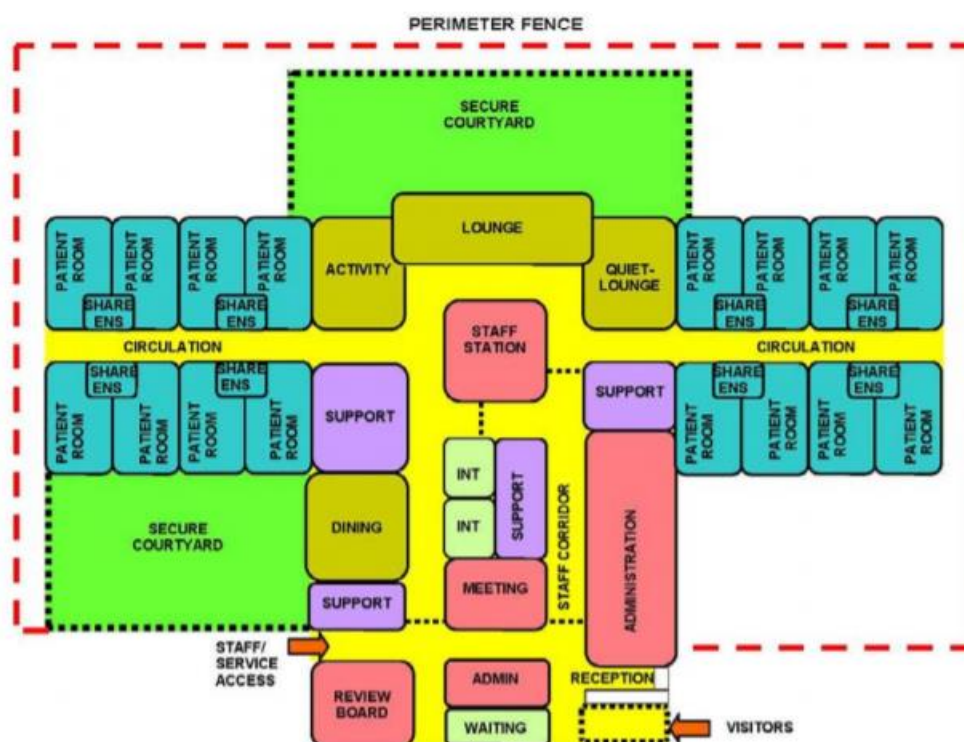 PERIMETER FENCE
SECURE
COURTYARD
LOUNGE
PATIENT
ROOM
PATIENT
ROOM
PATIENT
ROOM
PATIENT
ROOM
SHARE
ENS
SHARE
ENS
ACTIVITY
QUIET-
LOUNGE
PATIENT
ROOM
PATIENT
ROOM
PATIENT
ROOM
PATIENT
ROOM
SHARE
ENS
SHARE
ENS
CIRCULATION
STAFF
STATION
CIRCULATION
SHARE
ENS
SHARE
ENS
PATIENT
ROOM
PATIENT
ROOM
PATIENT
ROOM
PATIENT
ROOM
SUPPORT
SUPPORT
SHARE
ENS
SHARE
ENS
PATIENT
ROOM
PATIENT
ROOM
PATIENT
ROOM
PATIENT
ROOM
INT
INT
SUPPORT
SECURE
COURTYARD
DINING
STAFF CORRIDOR
ADMINISTRATION
MEETING
SUPPORT
STAFF/
SERVICE
ACCESS
REVIEW
BOARD
ADMIN
RECEPTION
WAITING
VISITORS